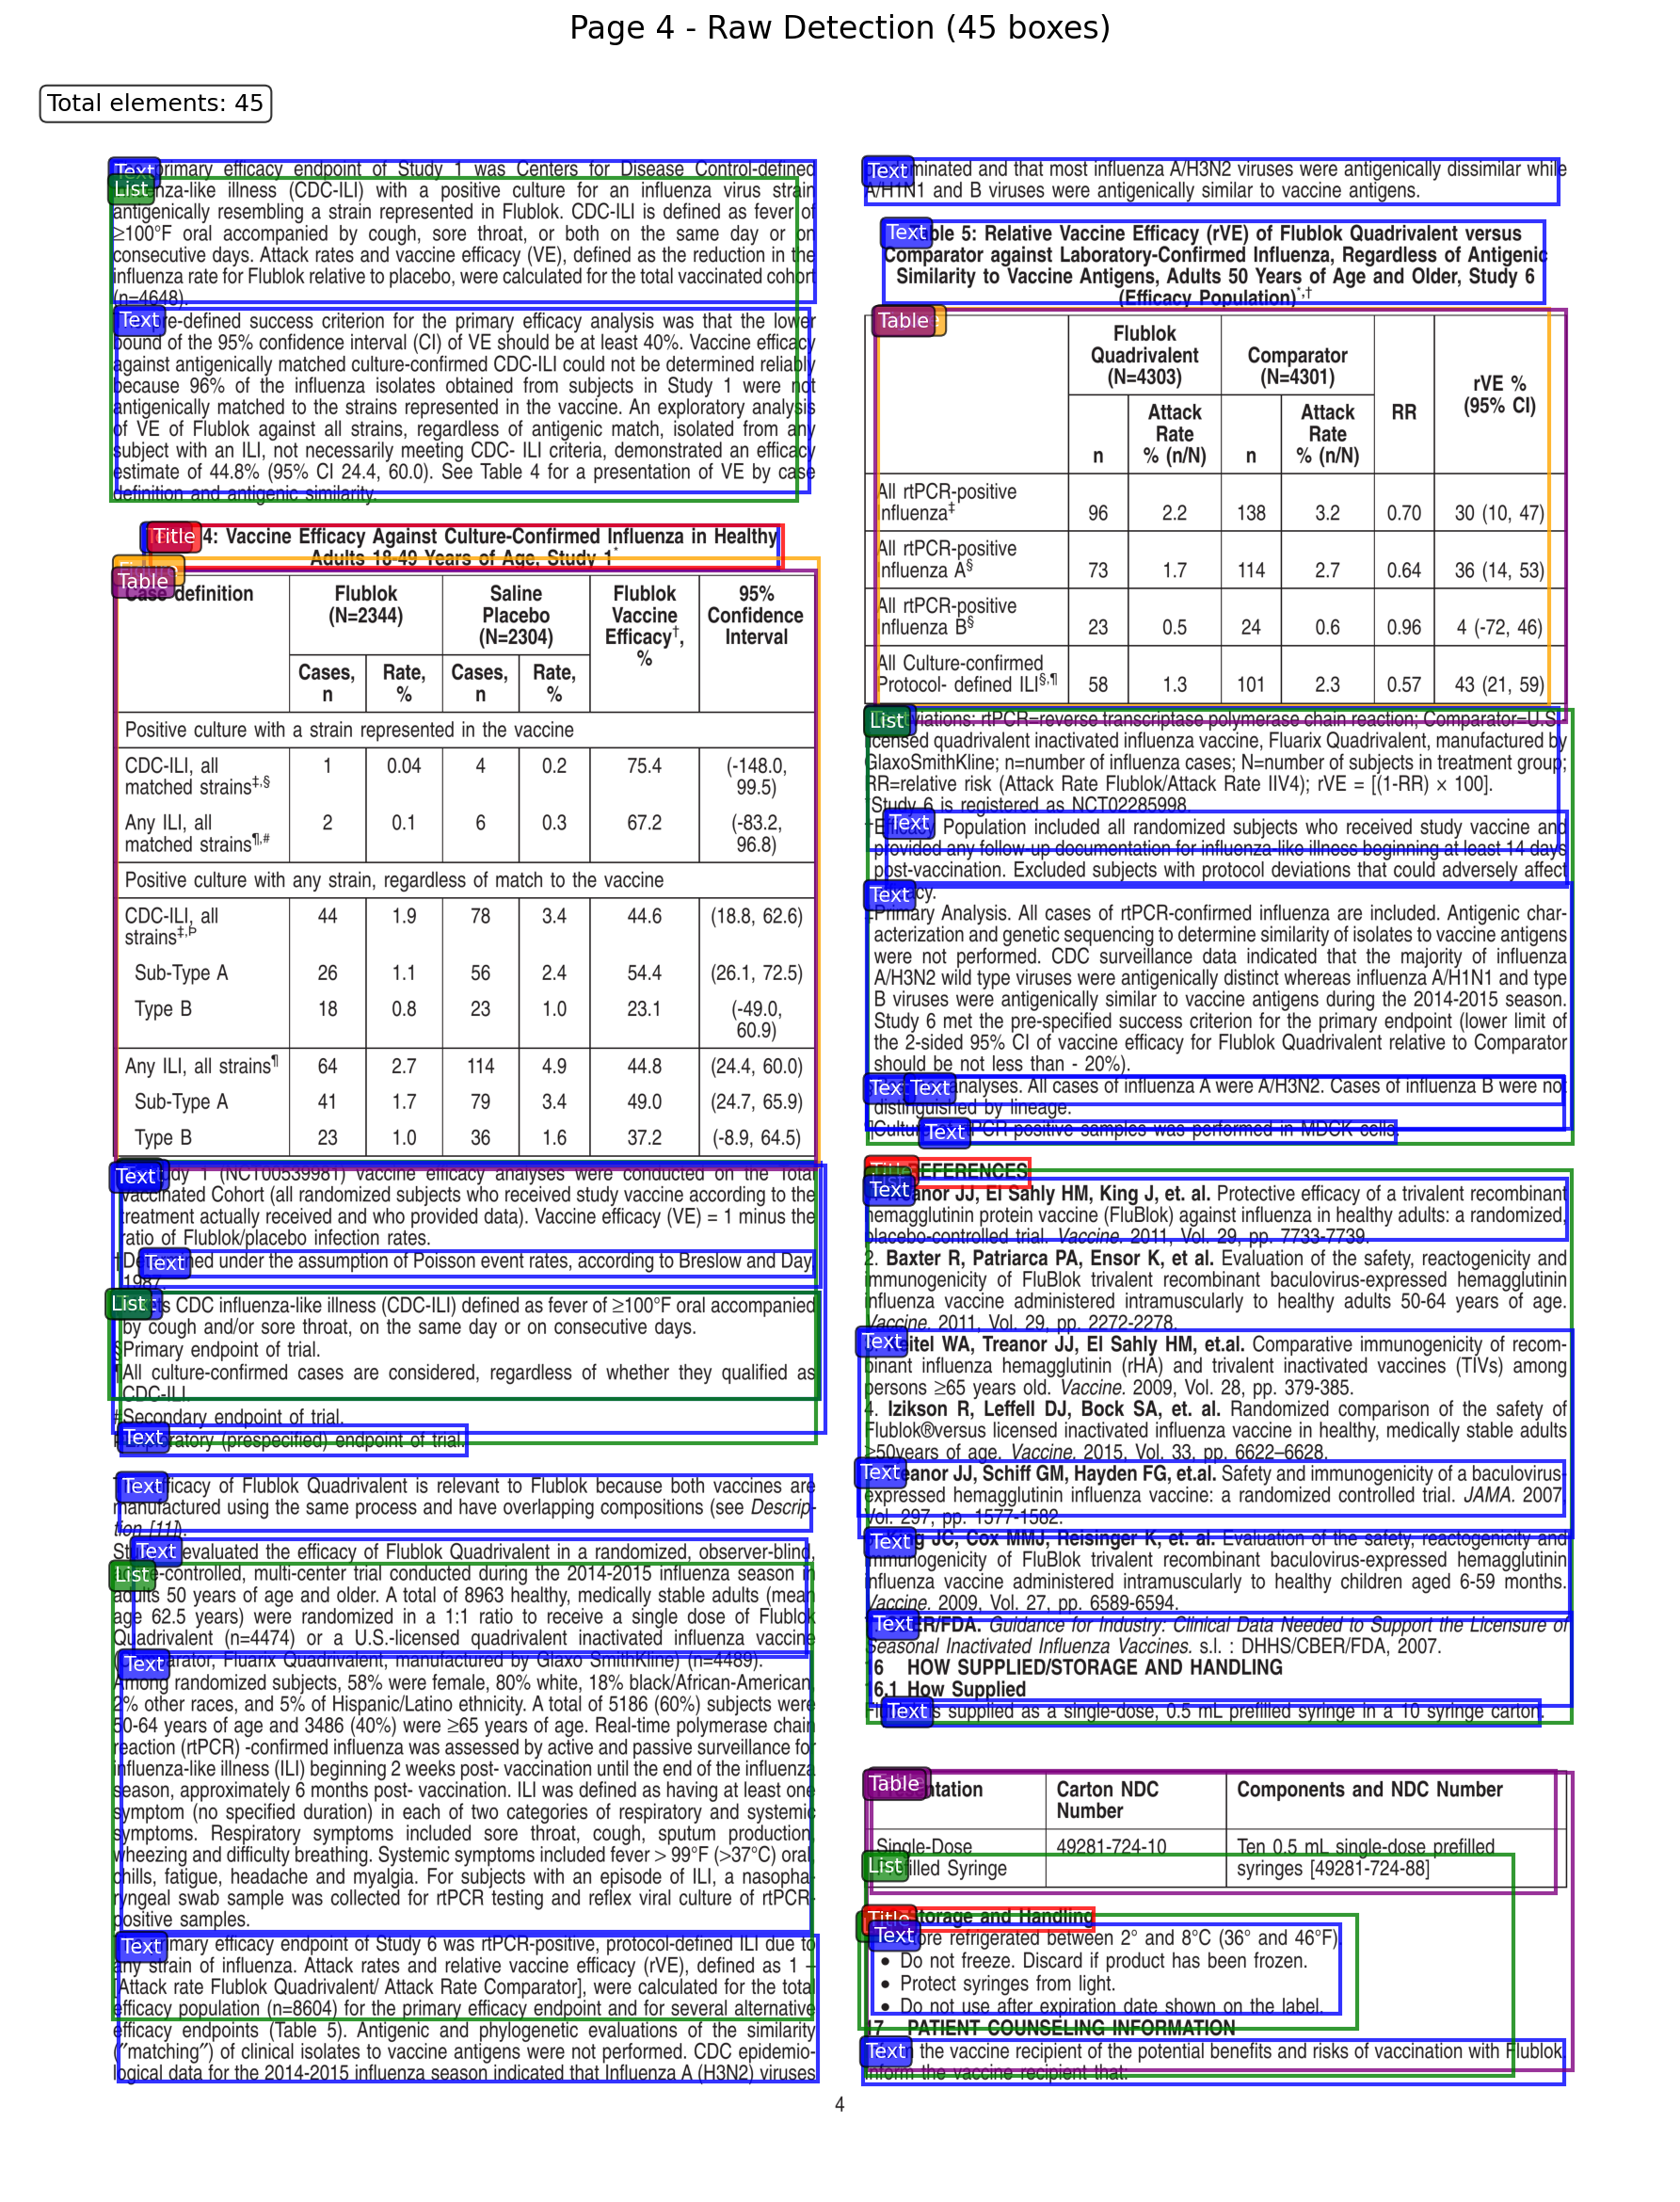 Page 4 - Raw Detection (45 boxes)
Total elements: 45
Text
List
primary efficacy endpoint of Study 1 was Centers for Disease Control-defined
enza-like illness (CDC-ILI) with a positive culture for an influenza virus strain
antigenically resembling a strain represented in Flublok. CDC-ILI is defined as fever of
≥100°F oral accompanied by cough, sore throat, or both on the same day or on
consecutive days. Attack rates and vaccine efficacy (VE), defined as the reduction in the
influenza rate for Flublok relative to placebo, were calculated for the total vaccinated cohort
(n=4648).
Text
re-defined success criterion for the primary efficacy analysis was that the lower
bound of the 95% confidence interval (CI) of VE should be at least 40%. Vaccine efficacy
against antigenically matched culture-confirmed CDC-ILI could not be determined reliably
because 96% of the influenza isolates obtained from subjects in Study 1 were not
antigenically matched to the strains represented in the vaccine. An exploratory analysis
of VE of Flublok against all strains, regardless of antigenic match, isolated from any
subject with an ILI, not necessarily meeting CDC- ILI criteria, demonstrated an efficacy
estimate of 44.8% (95% CI 24.4, 60.0). See Table 4 for a presentation of VE by case
definition and antigenic similarity.
Title
4: Vaccine Efficacy Against Culture-Confirmed Influenza in Healthy
Adults 18-49 Years of Age, Study 1*
Table
Case definition Flublok (N=2344) Saline Placebo (N=2304) Flublok Vaccine Efficacy†, % 95% Confidence Interval
Cases, n Rate, % Cases, n Rate, %
Positive culture with a strain represented in the vaccine
CDC-ILI, all matched strains‡,§ 1 0.04 4 0.2 75.4 (-148.0, 99.5)
Any ILI, all matched strains¶,# 2 0.1 6 0.3 67.2 (-83.2, 96.8)
Positive culture with any strain, regardless of match to the vaccine
CDC-ILI, all strains‡,Þ 44 1.9 78 3.4 44.6 (18.8, 62.6)
Sub-Type A 26 1.1 56 2.4 54.4 (26.1, 72.5)
Type B 18 0.8 23 1.0 23.1 (-49.0, 60.9)
Any ILI, all strains¶ 64 2.7 114 4.9 44.8 (24.4, 60.0)
Sub-Type A 41 1.7 79 3.4 49.0 (24.7, 65.9)
Type B 23 1.0 36 1.6 37.2 (-8.9, 64.5)
Text
dy 1 (NCT00539981) vaccine efficacy analyses were conducted on the Total
Vaccinated Cohort (all randomized subjects who received study vaccine according to the
treatment actually received and who provided data). Vaccine efficacy (VE) = 1 minus the
ratio of Flublok/placebo infection rates.
Text
†De ned under the assumption of Poisson event rates, according to Breslow and Day,
1987.
List
s CDC influenza-like illness (CDC-ILI) defined as fever of ≥100°F oral accompanied
by cough and/or sore throat, on the same day or on consecutive days.
§Primary endpoint of trial.
¶All culture-confirmed cases are considered, regardless of whether they qualified as
CDC-ILI.
#Secondary endpoint of trial.
Text
ratory (prespecified) endpoint of trial.
Text
fficacy of Flublok Quadrivalent is relevant to Flublok because both vaccines are
manufactured using the same process and have overlapping compositions (see Descrip-
tion [11]).
Text
List
evaluated the efficacy of Flublok Quadrivalent in a randomized, observer-blind,
e-controlled, multi-center trial conducted during the 2014-2015 influenza season in
adults 50 years of age and older. A total of 8963 healthy, medically stable adults (mean
age 62.5 years) were randomized in a 1:1 ratio to receive a single dose of Flublok
Quadrivalent (n=4474) or a U.S.-licensed quadrivalent inactivated influenza vaccine
Text
arator, Fluarix Quadrivalent, manufactured by Glaxo SmithKline) (n=4489).
Among randomized subjects, 58% were female, 80% white, 18% black/African-American,
2% other races, and 5% of Hispanic/Latino ethnicity. A total of 5186 (60%) subjects were
50-64 years of age and 3486 (40%) were ≥65 years of age. Real-time polymerase chain
reaction (rtPCR) -confirmed influenza was assessed by active and passive surveillance for
influenza-like illness (ILI) beginning 2 weeks post- vaccination until the end of the influenza
season, approximately 6 months post- vaccination. ILI was defined as having at least one
symptom (no specified duration) in each of two categories of respiratory and systemic
symptoms. Respiratory symptoms included sore throat, cough, sputum production,
wheezing and difficulty breathing. Systemic symptoms included fever > 99°F (>37°C) oral,
chills, fatigue, headache and myalgia. For subjects with an episode of ILI, a nasopha-
ryngeal swab sample was collected for rtPCR testing and reflex viral culture of rtPCR-
positive samples.
Text
imary efficacy endpoint of Study 6 was rtPCR-positive, protocol-defined ILI due to
any strain of influenza. Attack rates and relative vaccine efficacy (rVE), defined as 1 –
[Attack rate Flublok Quadrivalent/ Attack Rate Comparator], were calculated for the total
efficacy population (n=8604) for the primary efficacy endpoint and for several alternative
efficacy endpoints (Table 5). Antigenic and phylogenetic evaluations of the similarity
(″matching″) of clinical isolates to vaccine antigens were not performed. CDC epidemio-
logical data for the 2014-2015 influenza season indicated that Influenza A (H3N2) viruses
Text
minated and that most influenza A/H3N2 viruses were antigenically dissimilar while
A/H1N1 and B viruses were antigenically similar to vaccine antigens.
Text
ble 5: Relative Vaccine Efficacy (rVE) of Flublok Quadrivalent versus
Comparator against Laboratory-Confirmed Influenza, Regardless of Antigenic
Similarity to Vaccine Antigens, Adults 50 Years of Age and Older, Study 6
(Efficacy Population)*,†
Table
Flublok Quadrivalent (N=4303) Comparator (N=4301) RR rVE % (95% CI)
n Attack Rate % (n/N) n Attack Rate % (n/N)
All rtPCR-positive Influenza‡ 96 2.2 138 3.2 0.70 30 (10, 47)
All rtPCR-positive Influenza A§ 73 1.7 114 2.7 0.64 36 (14, 53)
All rtPCR-positive Influenza B§ 23 0.5 24 0.6 0.96 4 (-72, 46)
All Culture-confirmed Protocol- defined ILI§,¶ 58 1.3 101 2.3 0.57 43 (21, 59)
List
viations: rtPCR=reverse transcriptase polymerase chain reaction; Comparator=U.S.-
licensed quadrivalent inactivated influenza vaccine, Fluarix Quadrivalent, manufactured by
GlaxoSmithKline; n=number of influenza cases; N=number of subjects in treatment group;
RR=relative risk (Attack Rate Flublok/Attack Rate IIV4); rVE = [(1-RR) × 100].
*Study 6 is registered as NCT02285998.
Text
†Efficacy Population included all randomized subjects who received study vaccine and
provided any follow-up documentation for influenza-like illness beginning at least 14 days
post-vaccination. Excluded subjects with protocol deviations that could adversely affect
Text
acy.
‡Primary Analysis. All cases of rtPCR-confirmed influenza are included. Antigenic char-
acterization and genetic sequencing to determine similarity of isolates to vaccine antigens
were not performed. CDC surveillance data indicated that the majority of influenza
A/H3N2 wild type viruses were antigenically distinct whereas influenza A/H1N1 and type
B viruses were antigenically similar to vaccine antigens during the 2014-2015 season.
Study 6 met the pre-specified success criterion for the primary endpoint (lower limit of
the 2-sided 95% CI of vaccine efficacy for Flublok Quadrivalent relative to Comparator
should be not less than - 20%).
Text Text
analyses. All cases of influenza A were A/H3N2. Cases of influenza B were not
distinguished by lineage.
Text
¶Cultur PCR-positive samples was performed in MDCK cells.
REFERENCES
Text
eanor JJ, El Sahly HM, King J, et. al. Protective efficacy of a trivalent recombinant
hemagglutinin protein vaccine (FluBlok) against influenza in healthy adults: a randomized,
placebo-controlled trial. Vaccine. 2011, Vol. 29, pp. 7733-7739.
2. Baxter R, Patriarca PA, Ensor K, et al. Evaluation of the safety, reactogenicity and
immunogenicity of FluBlok trivalent recombinant baculovirus-expressed hemagglutinin
influenza vaccine administered intramuscularly to healthy adults 50-64 years of age.
Vaccine. 2011, Vol. 29, pp. 2272-2278.
Text
eitel WA, Treanor JJ, El Sahly HM, et.al. Comparative immunogenicity of recom-
binant influenza hemagglutinin (rHA) and trivalent inactivated vaccines (TIVs) among
persons ≥65 years old. Vaccine. 2009, Vol. 28, pp. 379-385.
4. Izikson R, Leffell DJ, Bock SA, et. al. Randomized comparison of the safety of
Flublok®versus licensed inactivated influenza vaccine in healthy, medically stable adults
≥50years of age. Vaccine. 2015, Vol. 33, pp. 6622–6628.
Text
eanor JJ, Schiff GM, Hayden FG, et.al. Safety and immunogenicity of a baculovirus-
expressed hemagglutinin influenza vaccine: a randomized controlled trial. JAMA. 2007,
Vol. 297, pp. 1577-1582.
Text
g JC, Cox MMJ, Reisinger K, et. al. Evaluation of the safety, reactogenicity and
immunogenicity of FluBlok trivalent recombinant baculovirus-expressed hemagglutinin
influenza vaccine administered intramuscularly to healthy children aged 6-59 months.
Vaccine. 2009, Vol. 27, pp. 6589-6594.
Text
ER/FDA. Guidance for Industry: Clinical Data Needed to Support the Licensure of
Seasonal Inactivated Influenza Vaccines. s.l. : DHHS/CBER/FDA, 2007.
16 HOW SUPPLIED/STORAGE AND HANDLING
16.1 How Supplied
Text
s supplied as a single-dose, 0.5 mL prefilled syringe in a 10 syringe carton.
Table
ntation Carton NDC Number Components and NDC Number
Single-Dose 49281-724-10 Ten 0.5 mL single-dose prefilled
List
filled Syringe syringes [49281-724-88]
Title
Storage and Handling
Text
ore refrigerated between 2° and 8°C (36° and 46°F).
• Do not freeze. Discard if product has been frozen.
• Protect syringes from light.
• Do not use after expiration date shown on the label.
17 PATIENT COUNSELING INFORMATION
Text
the vaccine recipient of the potential benefits and risks of vaccination with Flublok.
Inform the vaccine recipient that:
4